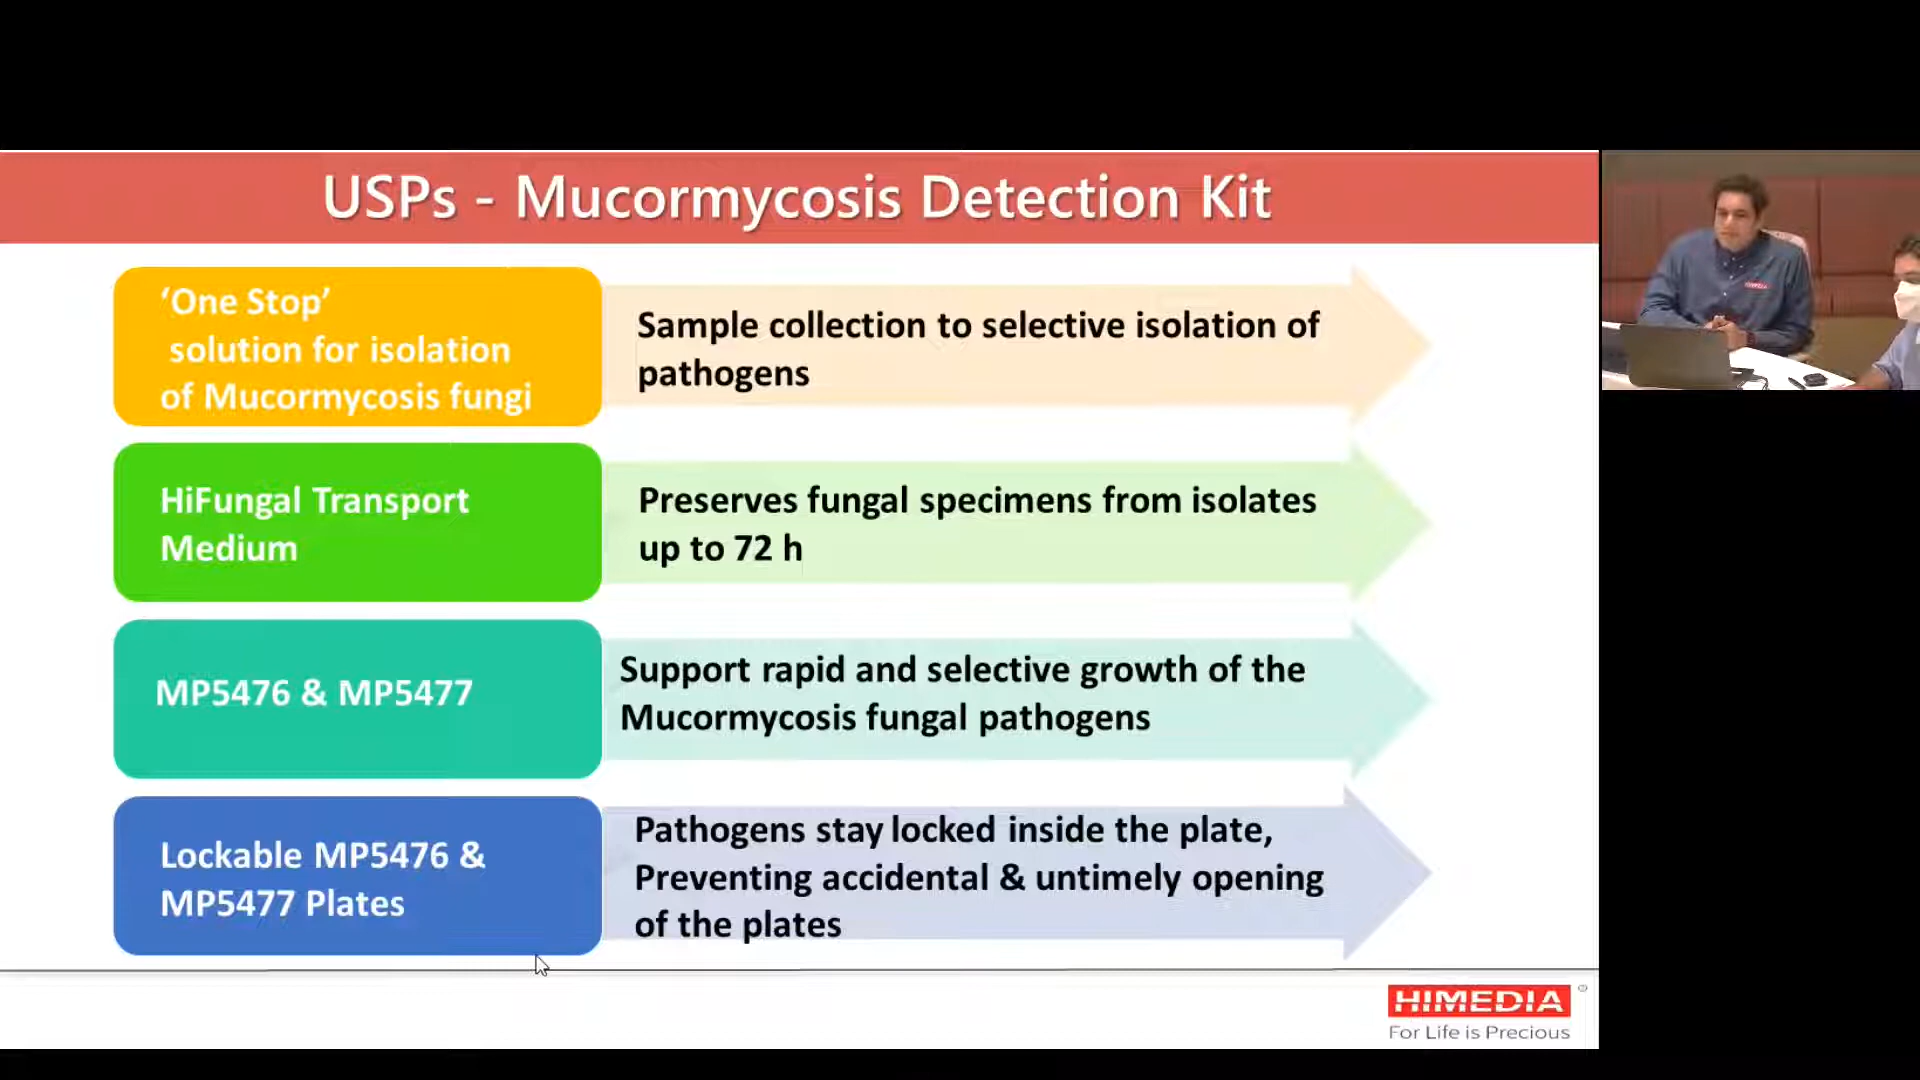 USPs - Mucormycosis Detection Kit
‘One Stop’
solution for isolation
of Mucormycosis fungi
Sample collection to selective isolation of
pathogens
HiFungal Transport
Medium
Preserves fungal specimens from isolates
up to 72 h
MP5476 & MP5477
Support rapid and selective growth of the
Mucormycosis fungal pathogens
Lockable MP5476 &
MP5477 Plates
Pathogens stay locked inside the plate,
Preventing accidental & untimely opening
of the plates
HIMEDIA
For Life is Precious